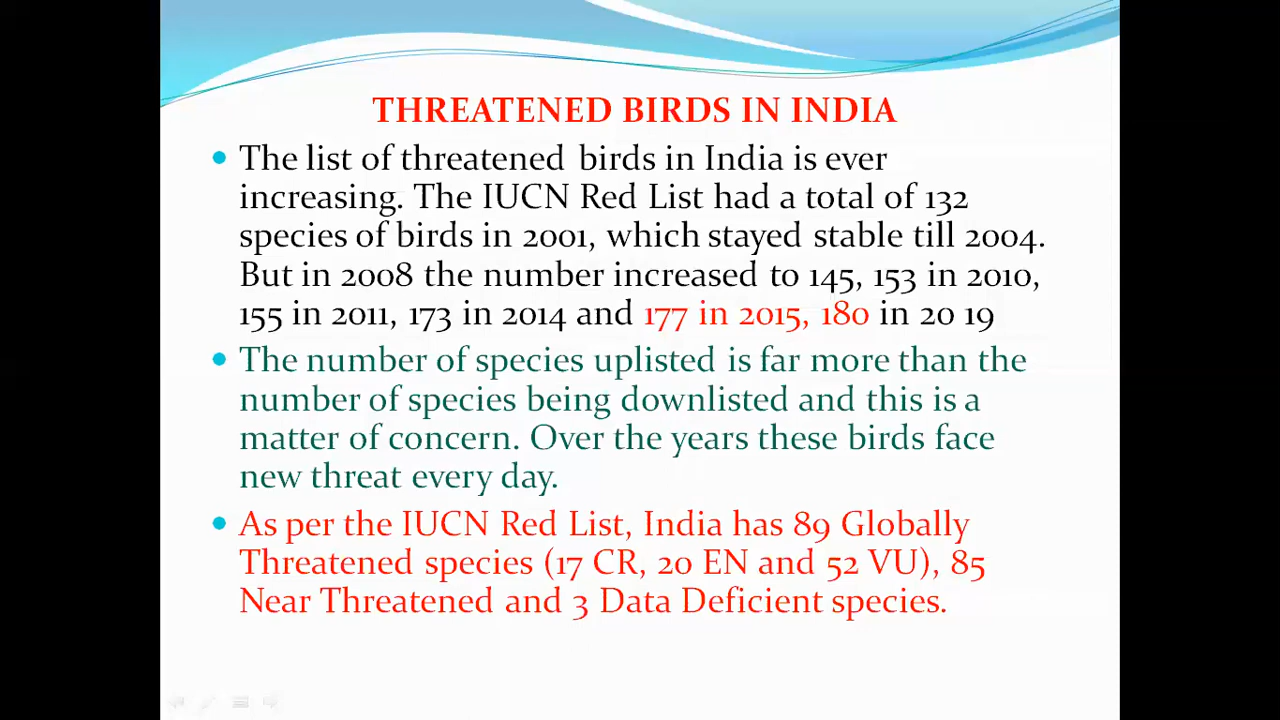 THREATENED BIRDS IN INDIA
The list of threatened birds in India is ever
increasing. The IUCN Red List had a total of 132
species of birds in 2001, which stayed stable till 2004.
But in 2008 the number increased to 145, 153 in 2010,
155 in 2011, 173 in 2014 and 177 in 2015, 180 in 20 19
The number of species uplisted is far more than the
number of species being downlisted and this is a
matter of concern. Over the years these birds face
new threat every day.
As per the IUCN Red List, India has 89 Globally
Threatened species (17 CR, 20 EN and 52 VU), 85
Near Threatened and 3 Data Deficient species.